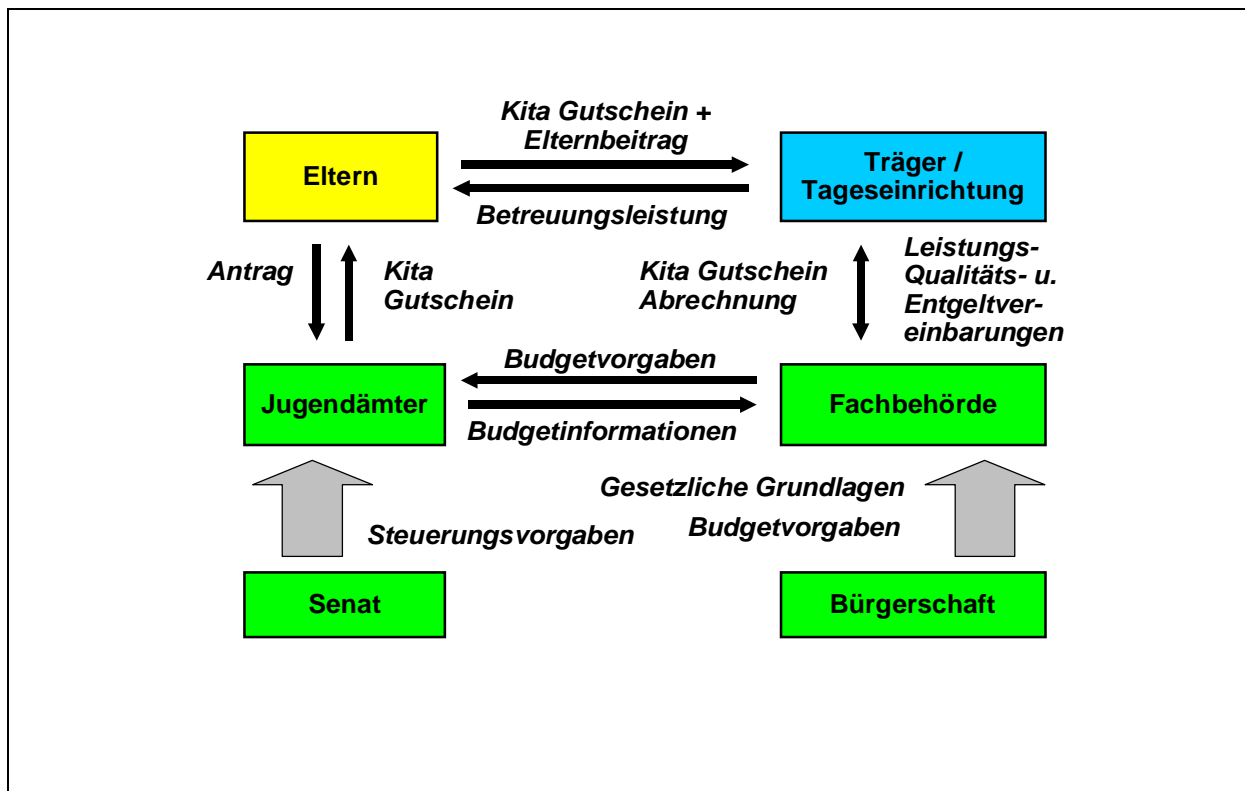 Kita Gutschein +
Elternbeitrag
Eltern
Träger /
Tageseinrichtung
Betreuungsleistung
Antrag
Kita
Gutschein
Kita Gutschein
Abrechnung
Leistungs-
Qualitäts- u.
Entgeltver-
einbarungen
Budgetvorgaben
Jugendämter
Fachbehörde
Budgetinformationen
Gesetzliche Grundlagen
Steuerungsvorgaben
Budgetvorgaben
Senat
Bürgerschaft